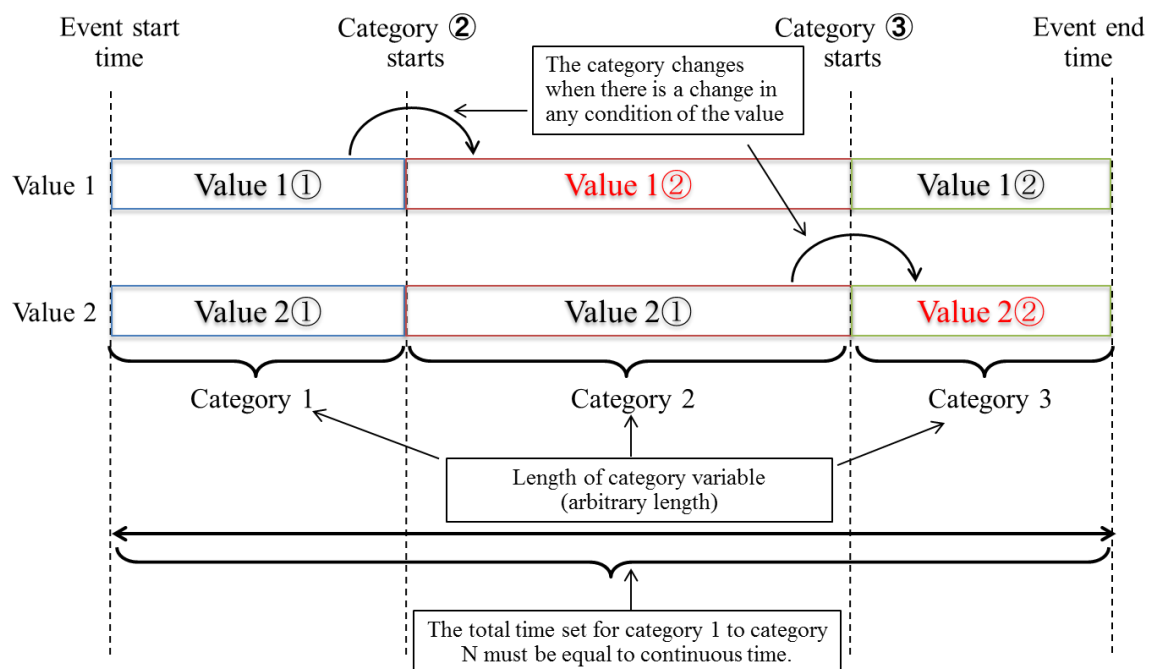 Event start
time
Category ②
starts
Category ③
starts
Event end
time
The category changes
when there is a change in
any condition of the value
Value 1
Value 1①
Value 1②
Value 1②
Value 2
Value 2①
Value 2①
Value 2②
Category 1
Category 2
Category 3
Length of category variable
(arbitrary length)
The total time set for category 1 to category
N must be equal to continuous time.